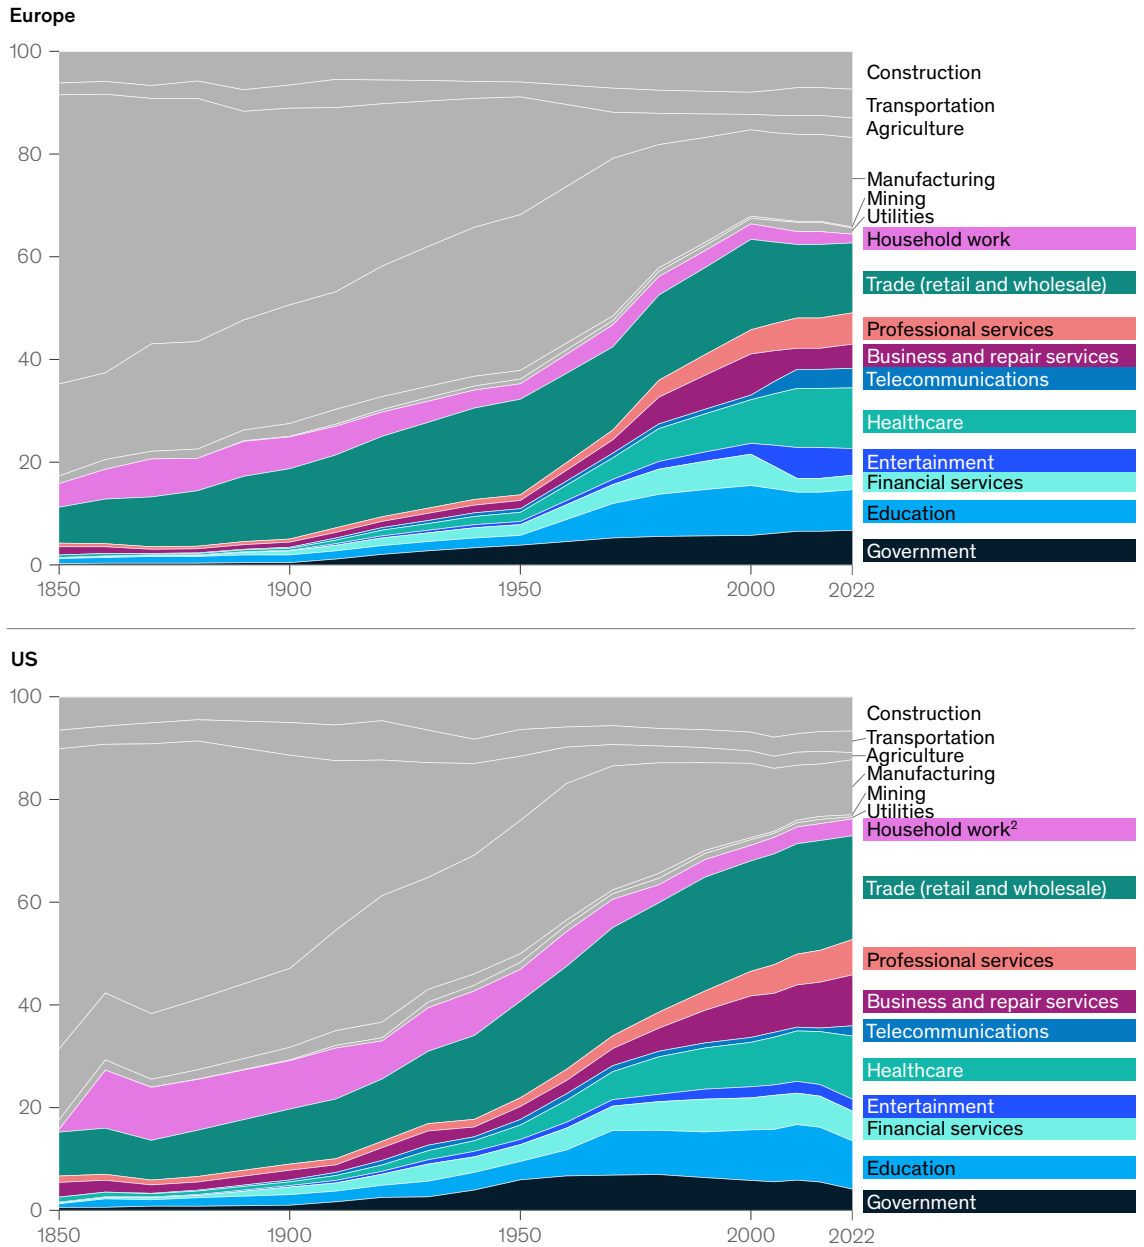 Europe
100
80
60
40
20
0
1850
1900
1950
2000
2022
Construction
Transportation
Agriculture
Manufacturing
Mining
Utilities
Household work
Trade (retail and wholesale)
Professional services
Business and repair services
Telecommunications
Healthcare
Entertainment
Financial services
Education
Government
US
100
80
60
40
20
0
1850
1900
1950
2000
2022
Construction
Transportation
Agriculture
Manufacturing
Mining
Utilities
Household work²
Trade (retail and wholesale)
Professional services
Business and repair services
Telecommunications
Healthcare
Entertainment
Financial services
Education
Government